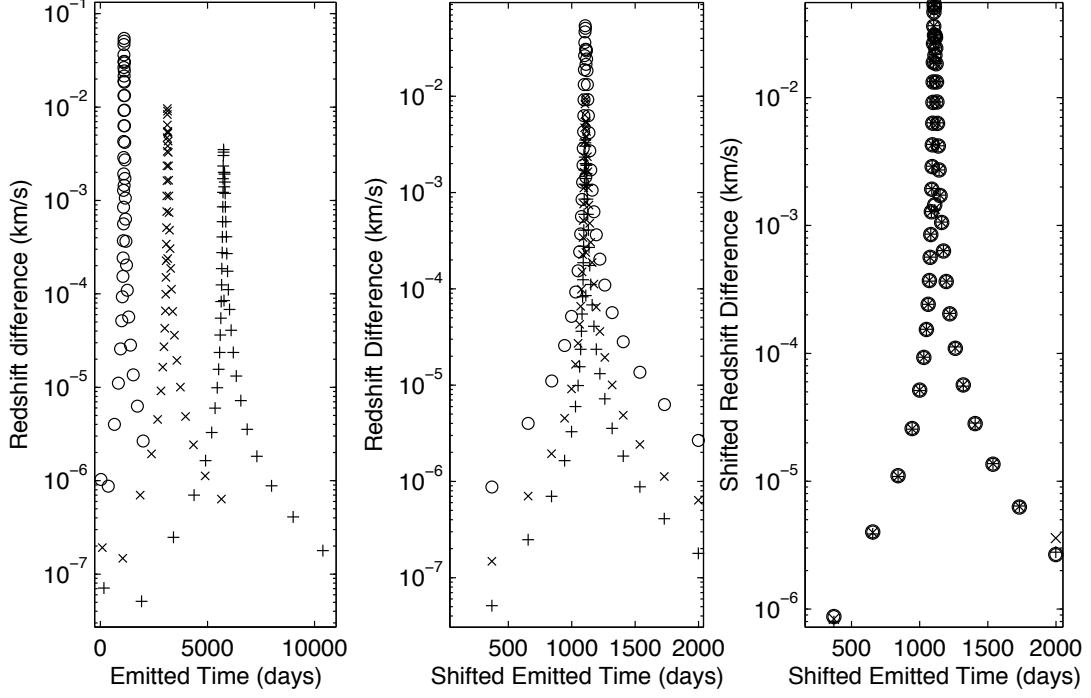 10⁻¹
10⁻²
10⁻³
10⁻⁴
10⁻⁵
10⁻⁶
10⁻⁷
Redshift difference (km/s)
0 5000 10000
Emitted Time (days)
10⁻²
10⁻³
10⁻⁴
10⁻⁵
10⁻⁶
10⁻⁷
Redshift Difference (km/s)
500 1000 1500 2000
Shifted Emitted Time (days)
10⁻²
10⁻³
10⁻⁴
10⁻⁵
10⁻⁶
Shifted Redshift Difference (km/s)
500 1000 1500 2000
Shifted Emitted Time (days)